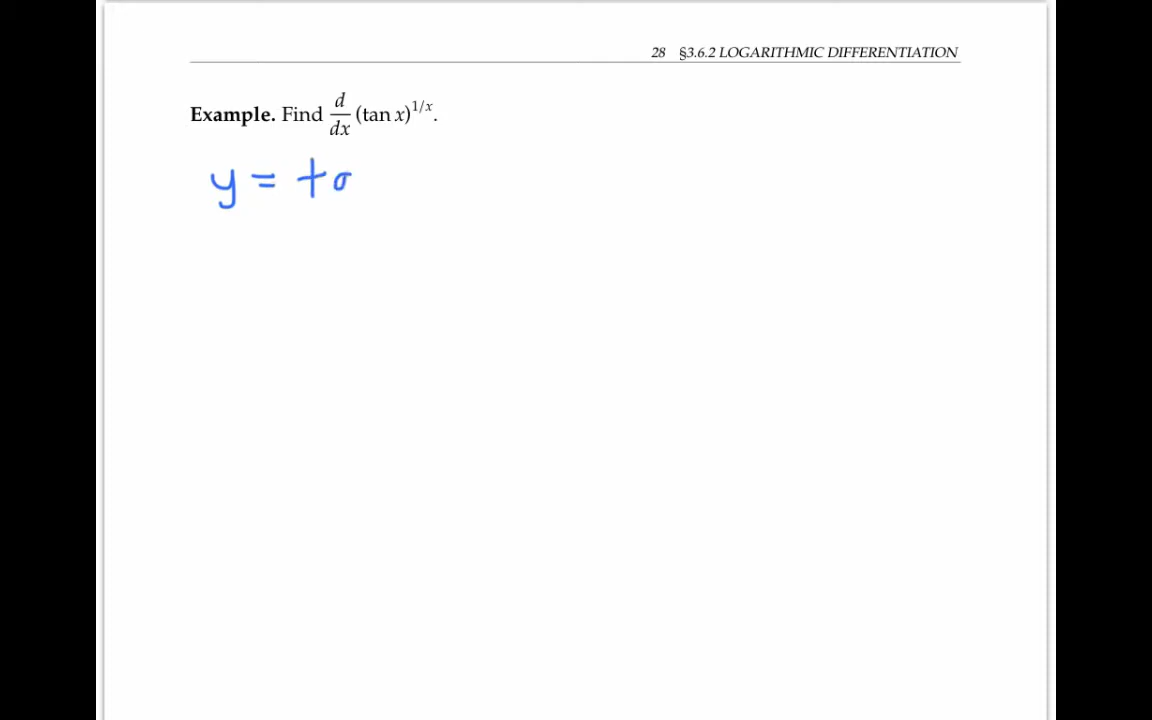 28 §3.6.2 LOGARITHMIC DIFFERENTIATION
Example. Find d/dx (tan x)^{1/x}.
y = ta